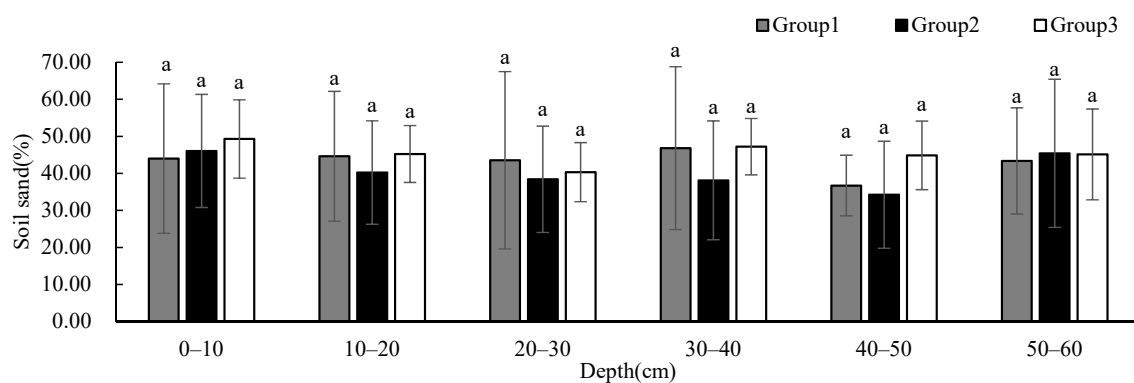 Group1 Group2 Group3
70.00
60.00
50.00
40.00
30.00
20.00
10.00
0.00
Soil sand(%)
a a a a a a a a a a a a a a a a a a
0–10 10–20 20–30 30–40 40–50 50–60
Depth(cm)